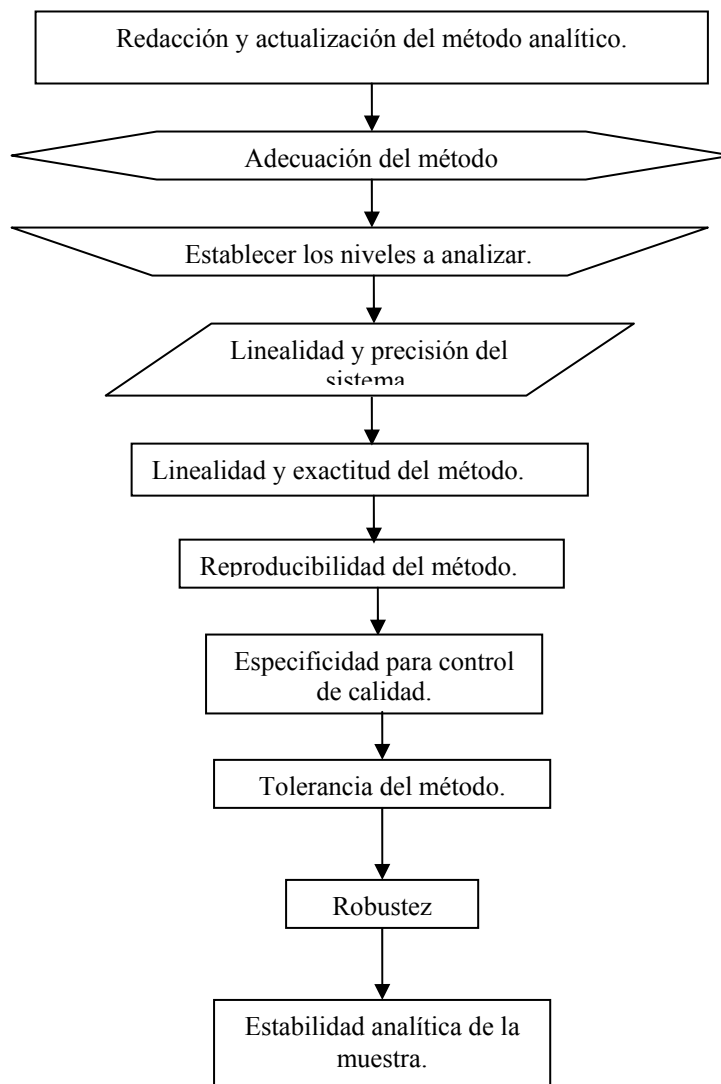 Redacción y actualización del método analítico.
Adecuación del método
Establecer los niveles a analizar.
Linealidad y precisión del
sistema
Linealidad y exactitud del método.
Reproducibilidad del método.
Especificidad para control
de calidad.
Tolerancia del método.
Robustez
Estabilidad analítica de la
muestra.